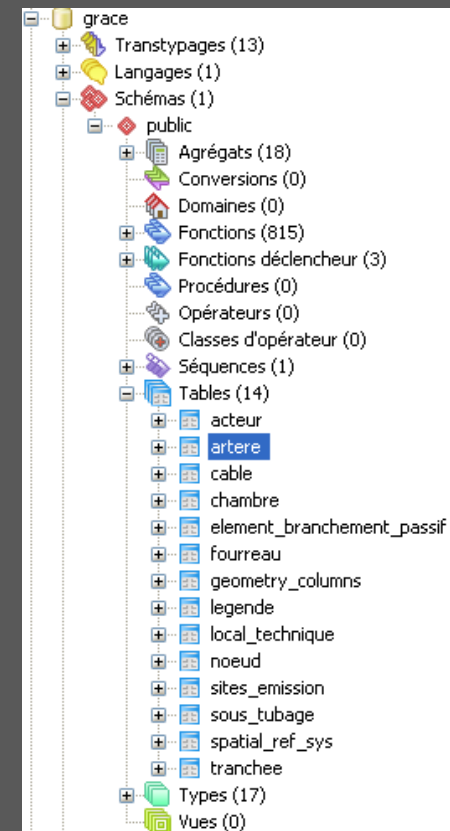 grace
Transtypages (13)
Langages (1)
Schémas (1)
public
Agrégats (18)
Conversions (0)
Domaines (0)
Fonctions (815)
Fonctions déclencheur (3)
Procédures (0)
Opérateurs (0)
Classes d'opérateur (0)
Séquences (1)
Tables (14)
acteur
artere
cable
chambre
element_branchement_passif
fourreau
geometry_columns
legende
local_technique
noeud
sites_emission
sous_tubage
spatial_ref_sys
tranchee
Types (17)
Vues (0)